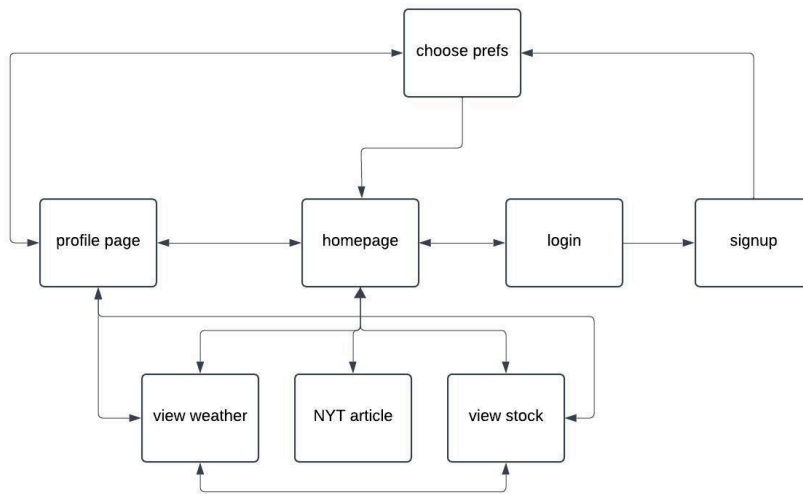 choose prefs
profile page
homepage
login
signup
view weather
NYT article
view stock